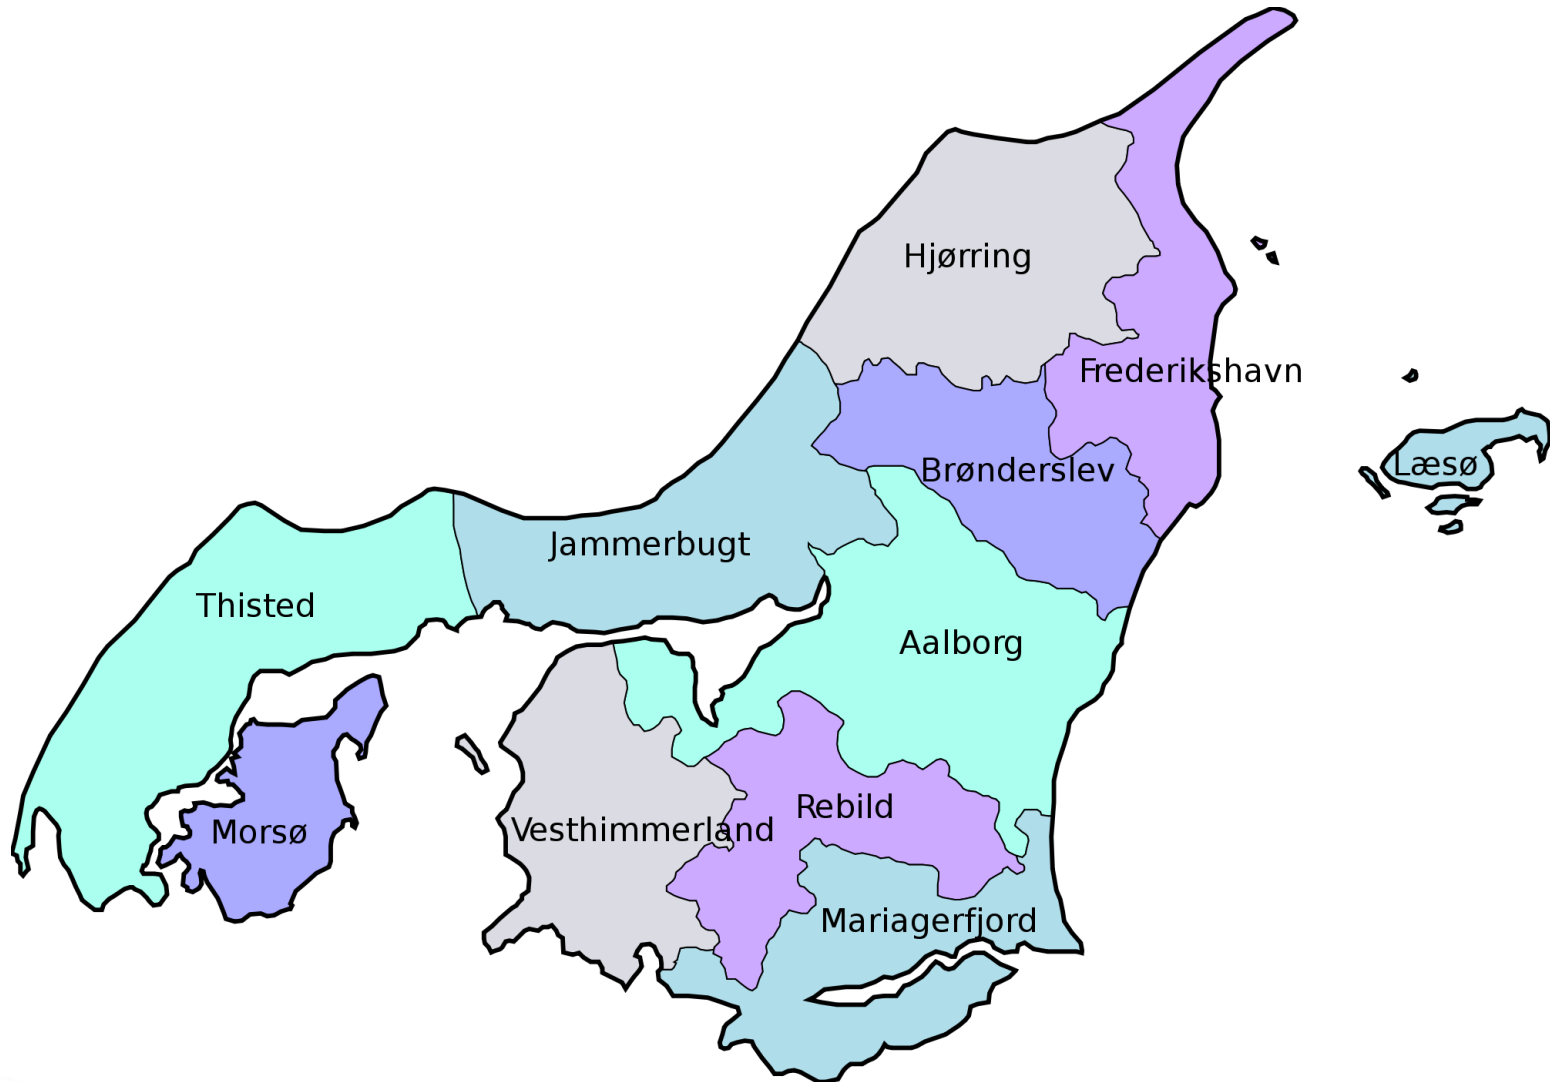 Hjørring
Frederikshavn
Læsø
Brønderslev
Jammerbugt
Thisted
Aalborg
Rebild
Morsø
Vesthimmerland
Mariagerfjord